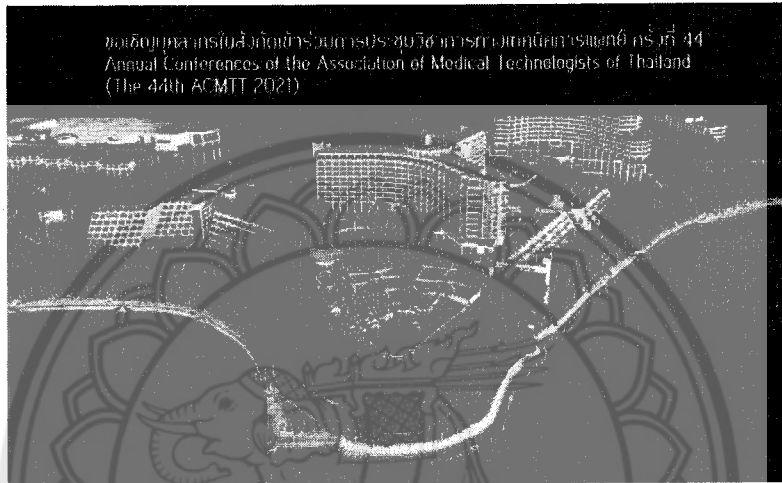 ขอเชิญบุคลากรในสังกัดเข้าร่วมการประชุมวิชาการทางเทคนิคการแพทย์ ครั้งที่ 44
Annual Conferences of the Association of Medical Technologists of Thailand
(The 44th ACMTT 2021)